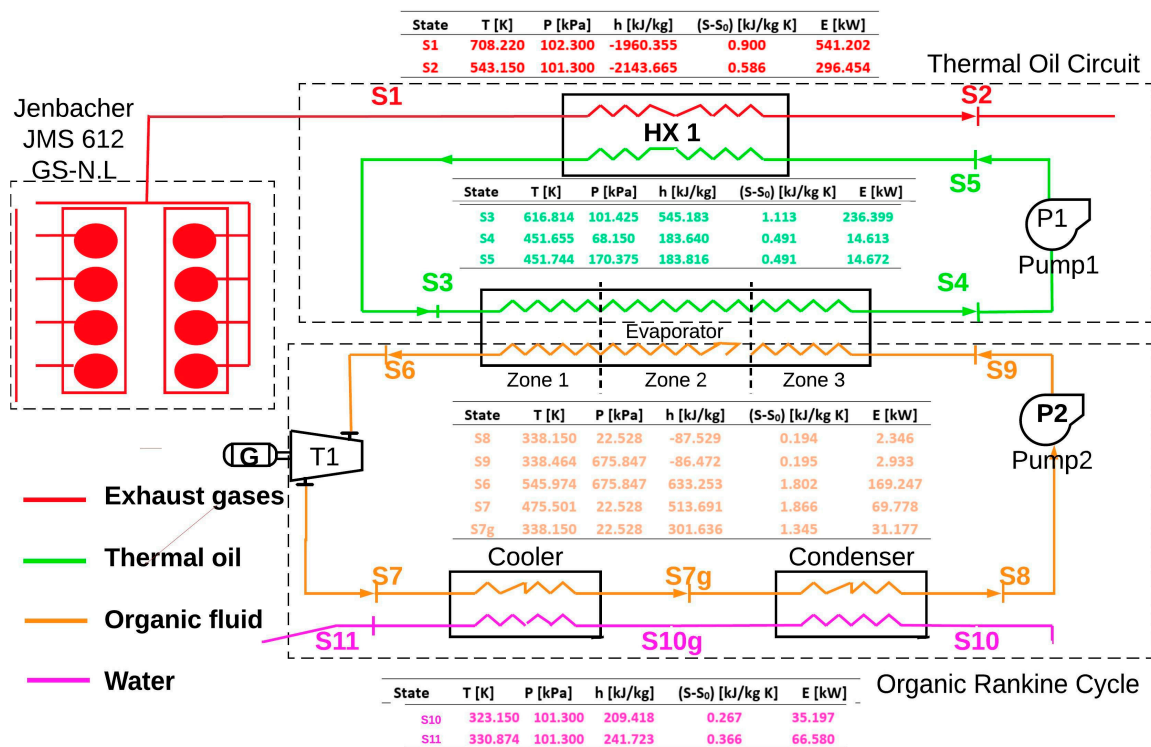 State T [K] P [kPa] h [kJ/kg] (S-S₀) [kJ/kg K] E [kW]
S1 708.220 102.300 -1960.355 0.900 541.202
S2 543.150 101.300 -2143.665 0.586 296.454
Thermal Oil Circuit
S1
S2
Jenbacher
JMS 612
GS-N.L
HX 1
S5
P1
Pump1
State T [K] P [kPa] h [kJ/kg] (S-S₀) [kJ/kg K] E [kW]
S3 616.814 101.425 545.183 1.113 236.399
S4 451.655 68.150 183.640 0.491 14.613
S5 451.744 170.375 183.816 0.491 14.672
S3
S4
Evaporator
S6
S9
Zone 1
Zone 2
Zone 3
P2
Pump2
State T [K] P [kPa] h [kJ/kg] (S-S₀) [kJ/kg K] E [kW]
S8 338.150 22.528 -87.529 0.194 2.346
S9 338.464 675.847 -86.472 0.195 2.933
S6 545.974 675.847 633.253 1.802 169.247
S7 475.501 22.528 513.691 1.866 69.778
S7g 338.150 22.528 301.636 1.345 31.177
G
T1
Exhaust gases
Thermal oil
Organic fluid
Water
Cooler
Condenser
S7
S7g
S8
S11
S10g
S10
Organic Rankine Cycle
State T [K] P [kPa] h [kJ/kg] (S-S₀) [kJ/kg K] E [kW]
S10 323.150 101.300 209.418 0.267 35.197
S11 330.874 101.300 241.723 0.366 66.580